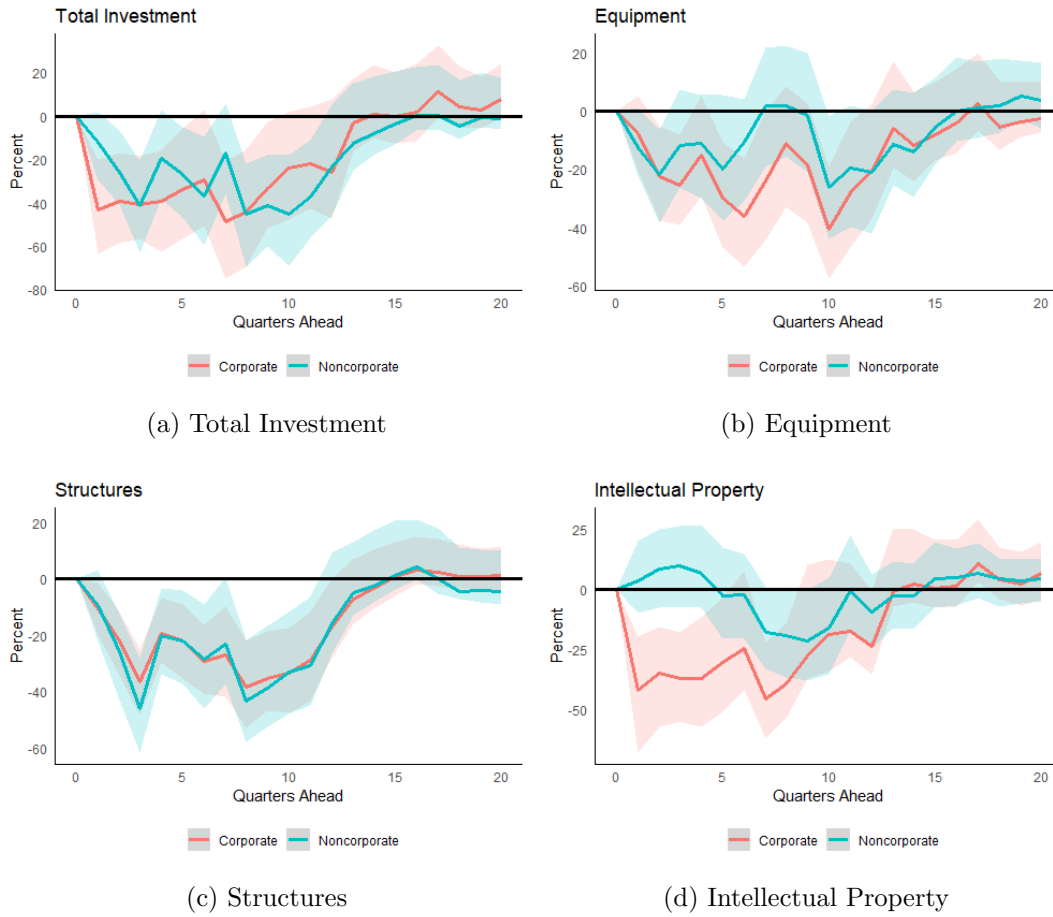 Total Investment
Percent
20
0
-20
-40
-60
-80
0 5 10 15 20
Quarters Ahead
Corporate Noncorporate
(a) Total Investment
Equipment
Percent
20
0
-20
-40
-60
0 5 10 15 20
Quarters Ahead
Corporate Noncorporate
(b) Equipment
Structures
Percent
20
0
-20
-40
-60
0 5 10 15 20
Quarters Ahead
Corporate Noncorporate
(c) Structures
Intellectual Property
Percent
25
0
-25
-50
0 5 10 15 20
Quarters Ahead
Corporate Noncorporate
(d) Intellectual Property